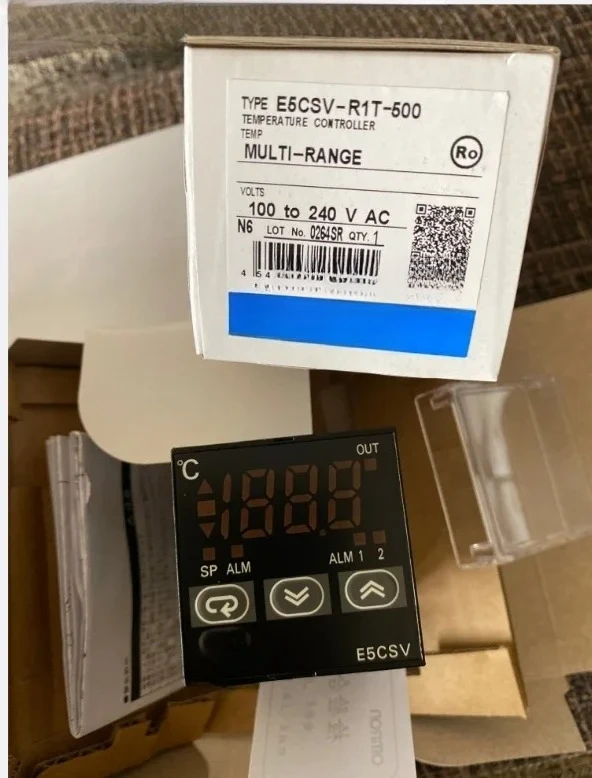 TYPE E5CSV-R1T-500
TEMPERATURE CONTROLLER
TEMP
MULTI-RANGE
Ro
VOLTS
100 to 240 V AC
N6 LOT No. 0264SR QTY. 1
OUT
°C
SP ALM
ALM 1 2
E5CSV